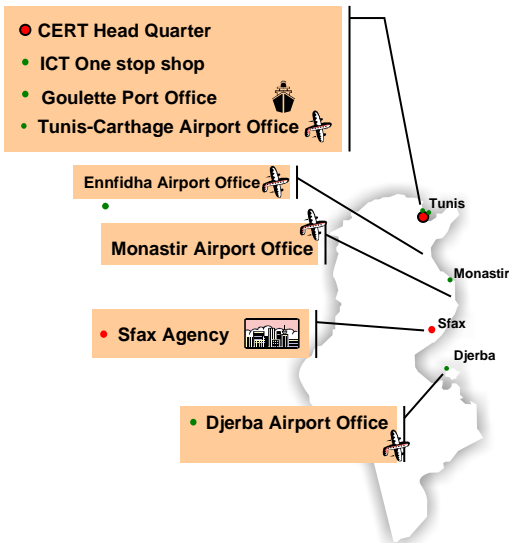 CERT Head Quarter
ICT One stop shop
Goulette Port Office
Tunis-Carthage Airport Office
Ennfidha Airport Office
Tunis
Monastir Airport Office
Monastir
Sfax Agency
Sfax
Djerba
Djerba Airport Office